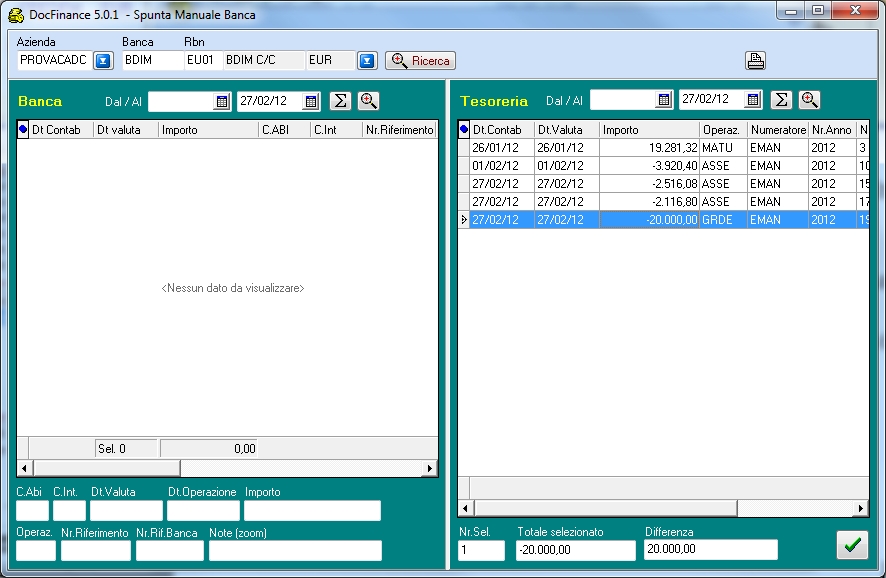 DocFinance 5.0.1 - Spunta Manuale Banca
Azienda Banca Rbn
PROVACADC BDIM EU01 BDIM C/C EUR Ricerca
Banca Dal / Al 27/02/12 Σ
Dt Contab Dt valuta Importo C.ABI C.Int Nr.Riferimento
<Nessun dato da visualizzare>
Sel. 0 0,00
C.Abi C.Int. Dt.Valuta Dt.Operazione Importo
Operaz. Nr.Riferimento Nr.Rif.Banca Note (zoom)
Tesoreria Dal / Al 27/02/12 Σ
Dt.Contab Dt.Valuta Importo Operaz. Numeratore Nr.Anno N
26/01/12 26/01/12 19.281,32 MATU EMAN 2012 3
01/02/12 01/02/12 -3.920,40 ASSE EMAN 2012 10
27/02/12 27/02/12 -2.516,08 ASSE EMAN 2012 15
27/02/12 27/02/12 -2.116,80 ASSE EMAN 2012 17
27/02/12 27/02/12 -20.000,00 GRDE EMAN 2012 19
Nr.Sel. Totale selezionato Differenza
1 -20.000,00 20.000,00